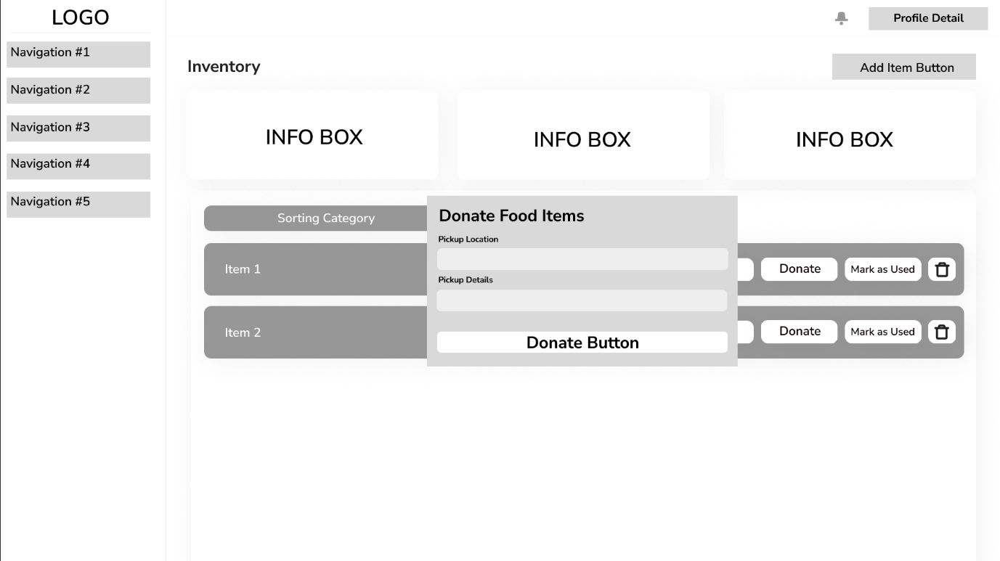 LOGO
Navigation #1
Navigation #2
Navigation #3
Navigation #4
Navigation #5
Profile Detail
Inventory
Add Item Button
INFO BOX
INFO BOX
INFO BOX
Sorting Category
Item 1
Donate
Mark as Used
Item 2
Donate
Mark as Used
Donate Food Items
Pickup Location
Pickup Details
Donate Button